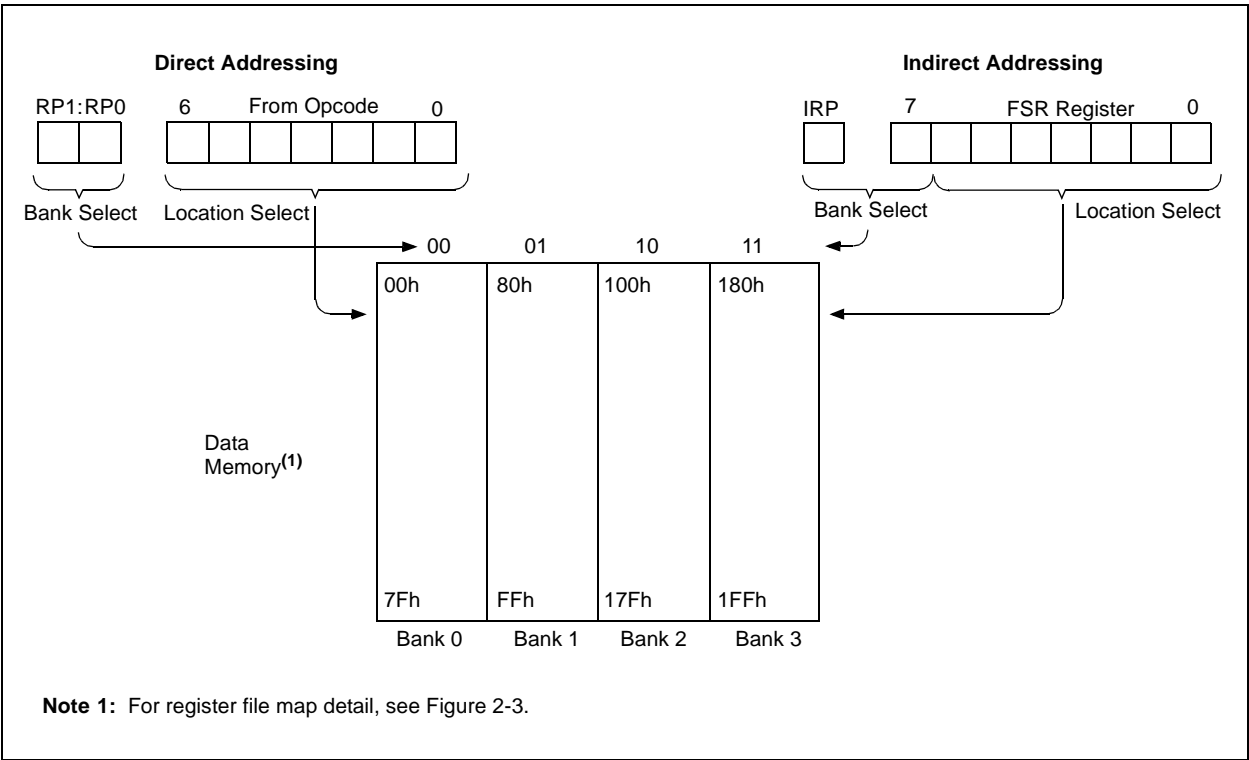 Direct Addressing
Indirect Addressing
RP1:RP0 6 From Opcode 0
IRP 7 FSR Register 0
Bank Select Location Select
Bank Select Location Select
00 01 10 11
00h 80h 100h 180h
Data
Memory(1)
7Fh FFh 17Fh 1FFh
Bank 0 Bank 1 Bank 2 Bank 3
Note 1: For register file map detail, see Figure 2-3.